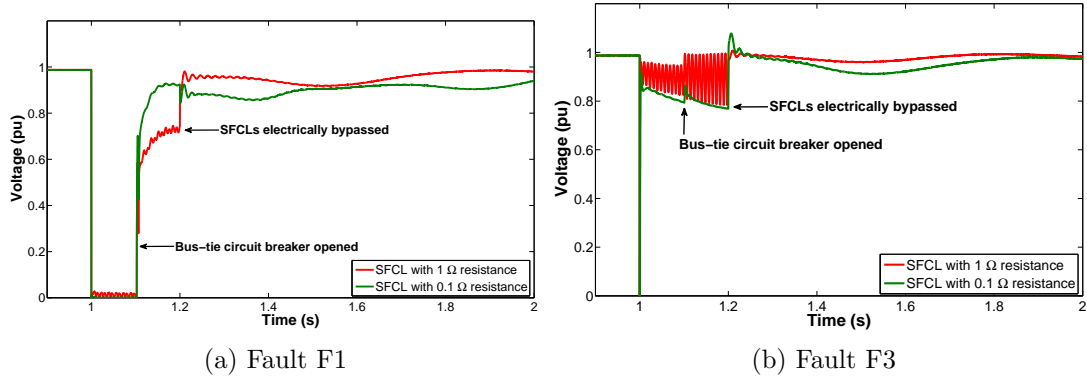 1
0.8
0.6
0.4
0.2
0
Voltage (pu)
SFCLs electrically bypassed
Bus−tie circuit breaker opened
SFCL with 1 Ω resistance
SFCL with 0.1 Ω resistance
1 1.2 1.4 1.6 1.8 2
Time (s)
(a) Fault F1
1
0.8
0.6
0.4
0.2
0
Voltage (pu)
SFCLs electrically bypassed
Bus−tie circuit breaker opened
SFCL with 1 Ω resistance
SFCL with 0.1 Ω resistance
1 1.2 1.4 1.6 1.8 2
Time (s)
(b) Fault F3